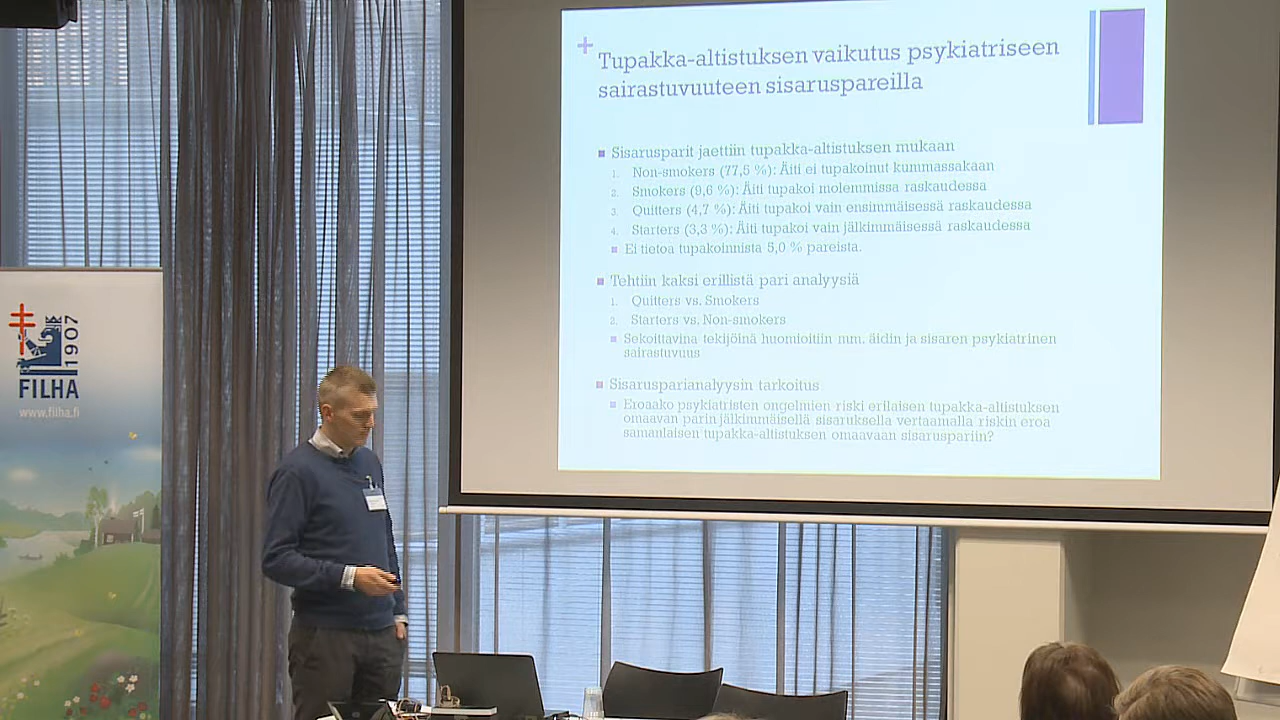 +
Tupakka-altistuksen vaikutus psykiatriseen
sairastuvuuteen sisaruspareilla
Sisarusparit jaettiin tupakka-altistuksen mukaan
1. Non-smokers (77,5 %): Äiti ei tupakoinut kummassakaan
2. Smokers (9,6 %): Äiti tupakoi molemmissa raskaudessa
3. Quitters (4,7 %): Äiti tupakoi vain ensimmäisessä raskaudessa
4. Starters (3,3 %): Äiti tupakoi vain jälkimmäisessä raskaudessa
Ei tietoa tupakoinnista 5,0 % pareista.
Tehtiin kaksi erillistä pari analyysiä
1. Quitters vs. Smokers
2. Starters vs. Non-smokers
Sekoittavina tekijöinä huomioitiin mm. äidin ja sisaren psykiatrinen
sairastuvuus
Sisarusparianalyysin tarkoitus
Eroaako psykiatristen ongelmien riski erilaisen tupakka-altistuksen
omaavan parin jälkimmäisellä sisaruksella vertaamalla riskin eroa
samanlaisen tupakka-altistuksen omaavaan sisaruspariin?
1907
FILHA
www.filha.fi